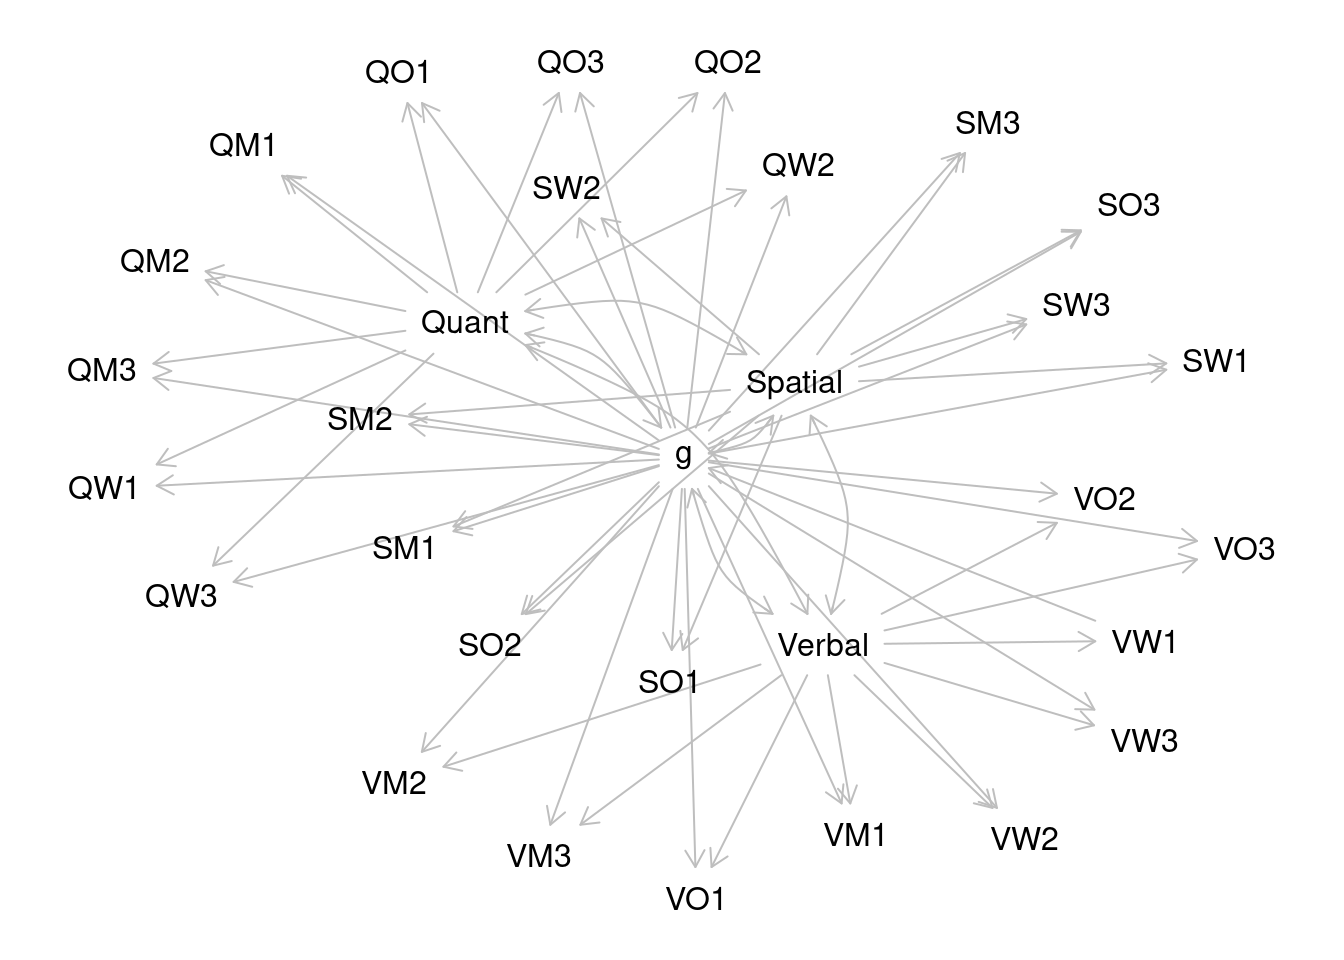 QO3
QO2
QO1
SM3
QM1
QW2
SW2
SO3
QM2
SW3
Quant
SW1
QM3
Spatial
SM2
g
QW1
VO2
SM1
VO3
QW3
VW1
SO2
Verbal
SO1
VW3
VM2
VM1
VW2
VM3
VO1